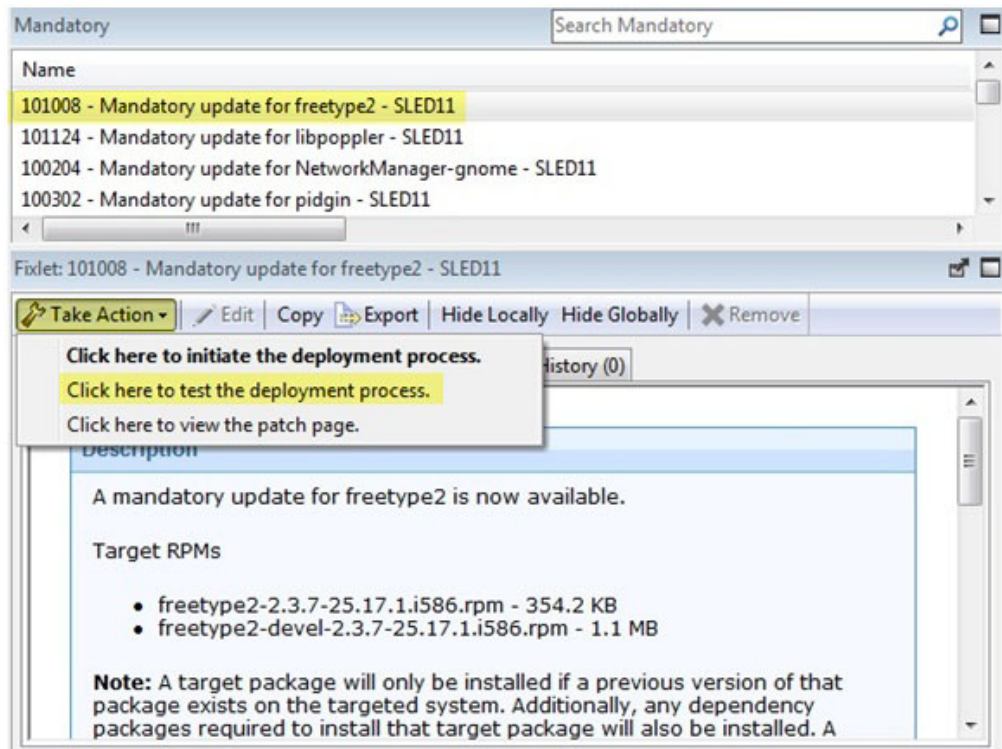 Mandatory
Search Mandatory
Name
101008 - Mandatory update for freetype2 - SLED11
101124 - Mandatory update for libpoppler - SLED11
100204 - Mandatory update for NetworkManager-gnome - SLED11
100302 - Mandatory update for pidgin - SLED11
Fixlet: 101008 - Mandatory update for freetype2 - SLED11
Take Action Edit Copy Export Hide Locally Hide Globally Remove
Click here to initiate the deployment process.
History (0)
Click here to test the deployment process.
Click here to view the patch page.
Description
A mandatory update for freetype2 is now available.
Target RPMs
• freetype2-2.3.7-25.17.1.i586.rpm - 354.2 KB
• freetype2-devel-2.3.7-25.17.1.i586.rpm - 1.1 MB
Note: A target package will only be installed if a previous version of that
package exists on the targeted system. Additionally, any dependency
packages required to install that target package will also be installed. A